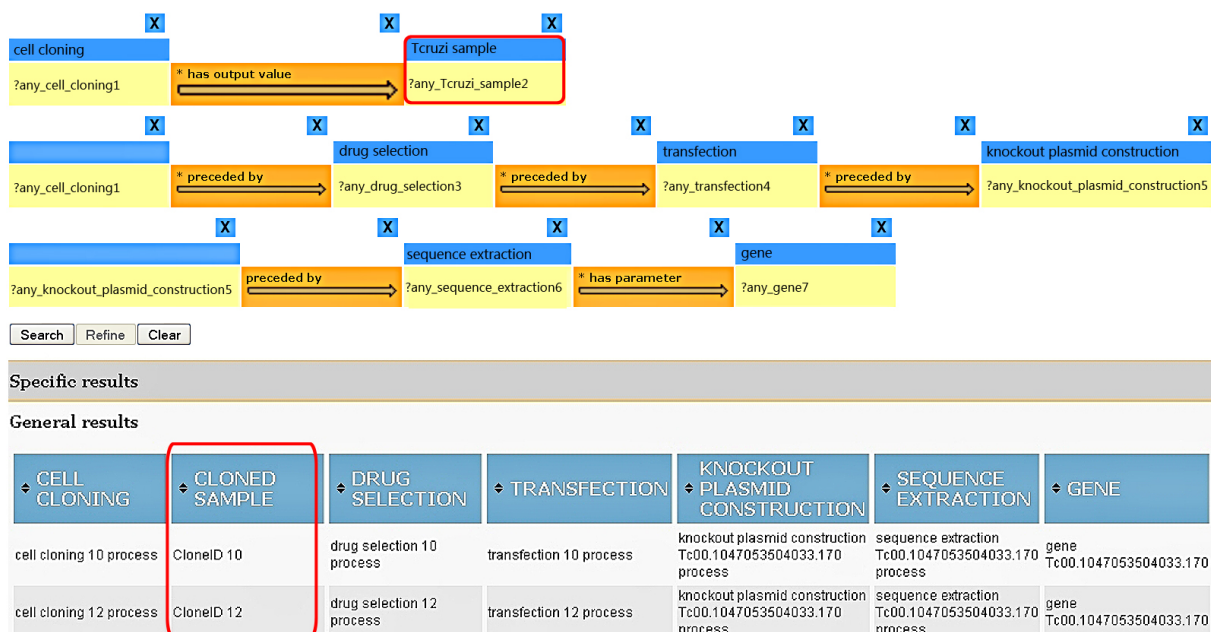 X X X
cell cloning Tcruzi sample
?any_cell_cloning1 * has output value ?any_Tcruzi_sample2
X X X X X X X
drug selection transfection knockout plasmid construction
?any_cell_cloning1 * preceded by ?any_drug_selection3 * preceded by ?any_transfection4 * preceded by ?any_knockout_plasmid_construction5
X X X X X
sequence extraction gene
?any_knockout_plasmid_construction5 preceded by ?any_sequence_extraction6 * has parameter ?any_gene7
Search Refine Clear
Specific results
General results
CELL
CLONING
CLONED
SAMPLE
DRUG
SELECTION
TRANSFECTION
KNOCKOUT
PLASMID
CONSTRUCTION
SEQUENCE
EXTRACTION
GENE
cell cloning 10 process
CloneID 10
drug selection 10
process
transfection 10 process
knockout plasmid construction
Tc00.1047053504033.170
process
sequence extraction
Tc00.1047053504033.170
process
gene
Tc00.1047053504033.170
cell cloning 12 process
CloneID 12
drug selection 12
process
transfection 12 process
knockout plasmid construction
Tc00.1047053504033.170
process
sequence extraction
Tc00.1047053504033.170
process
gene
Tc00.1047053504033.170